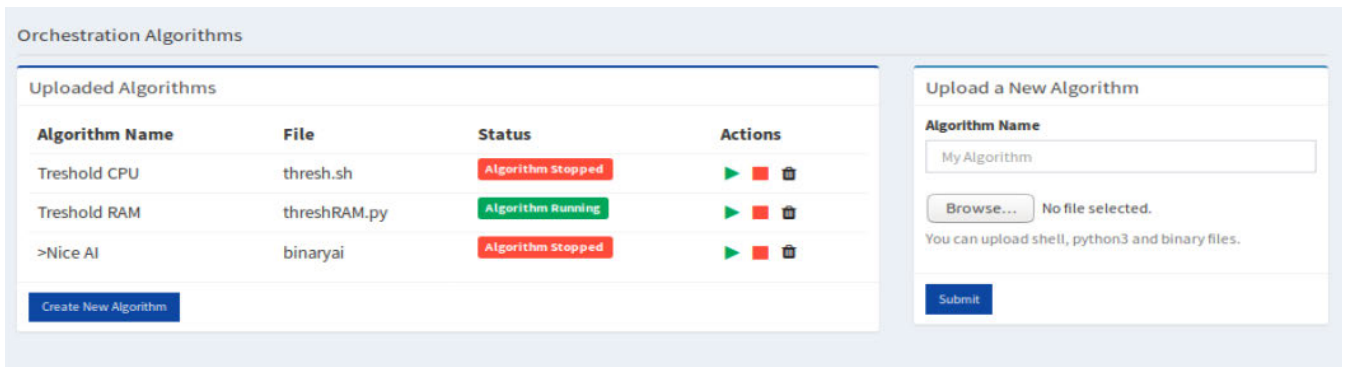 Orchestration Algorithms
Uploaded Algorithms
Algorithm Name File Status Actions
Treshold CPU thresh.sh Algorithm Stopped
Treshold RAM threshRAM.py Algorithm Running
>Nice AI binaryai Algorithm Stopped
Create New Algorithm
Upload a New Algorithm
Algorithm Name
My Algorithm
Browse... No file selected.
You can upload shell, python3 and binary files.
Submit